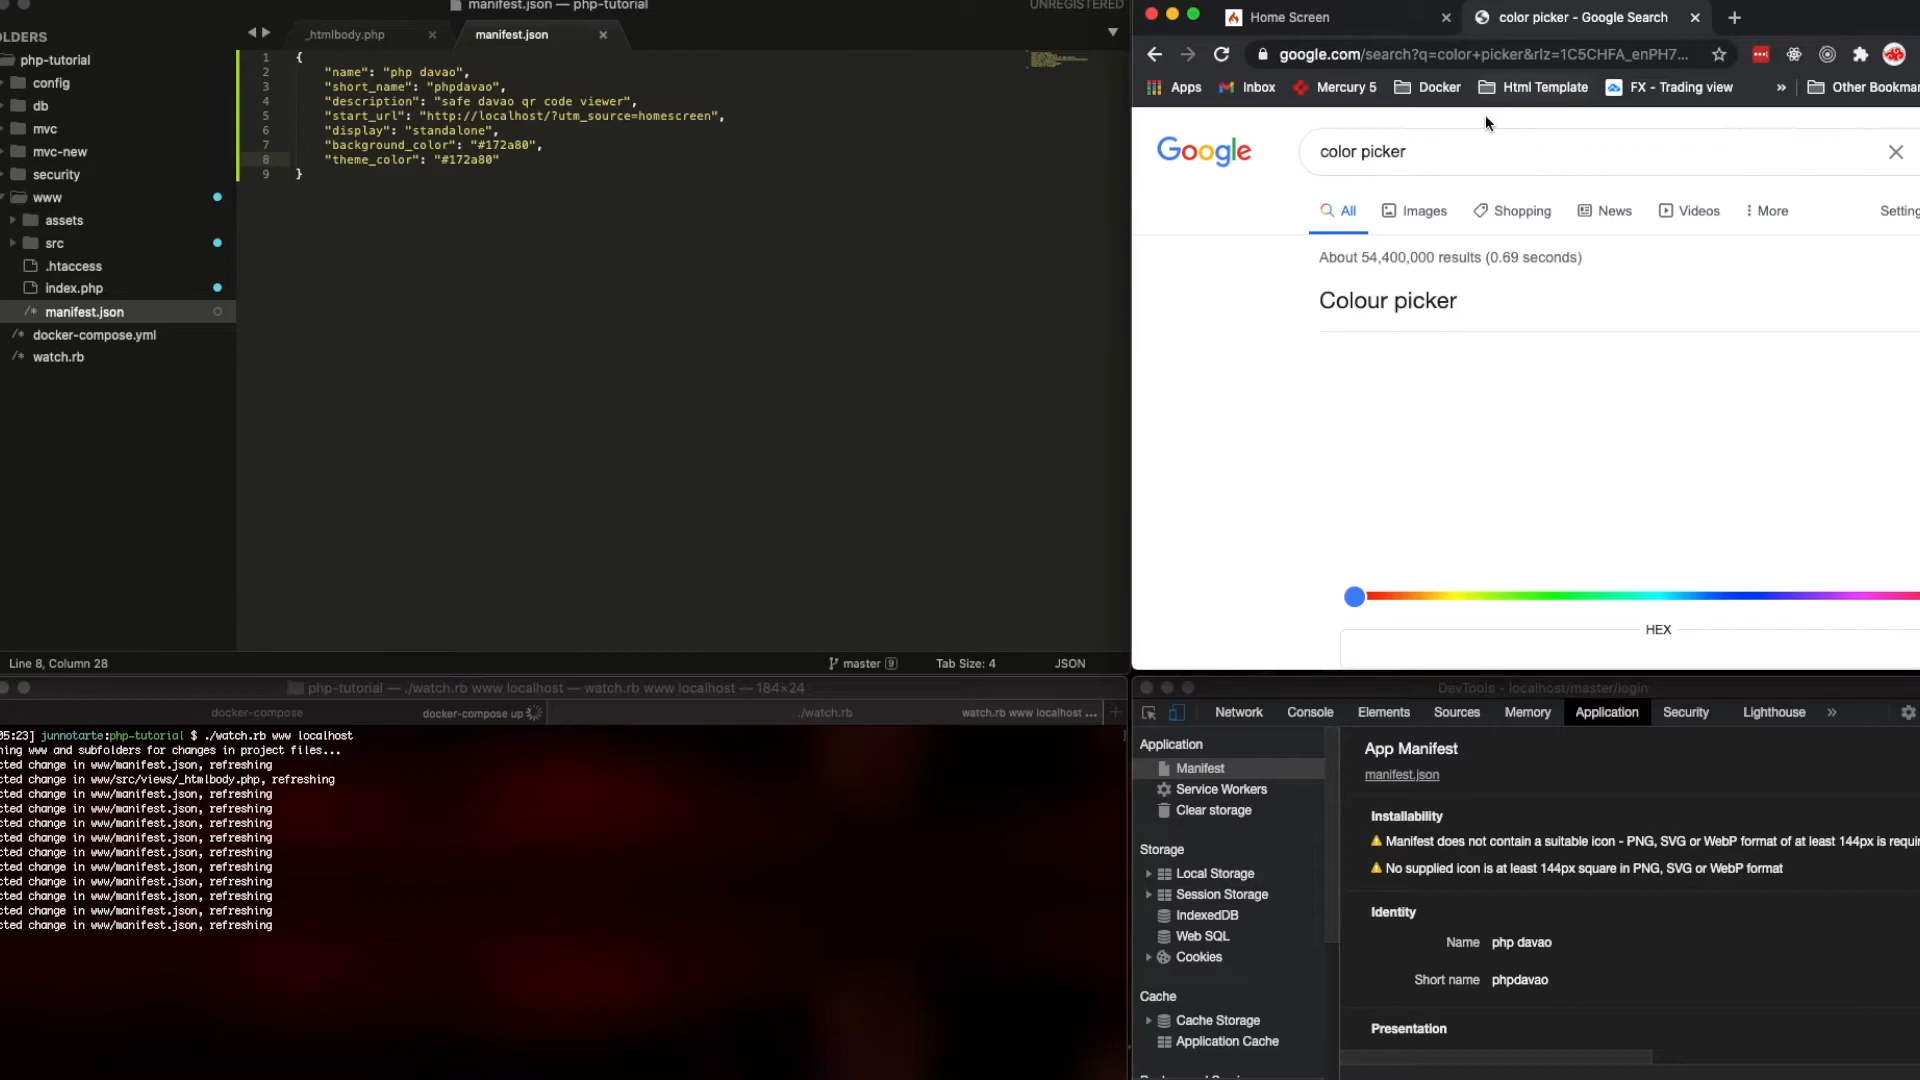 manifest.json — php-tutorial
UNREGISTERED
OLDERS
php-tutorial
config
db
mvc
mvc-new
security
www
assets
src
.htaccess
index.php
/* manifest.json
/* docker-compose.yml
/* watch.rb
_htmlbody.php
manifest.json
1 {
2 "name": "php davao",
3 "short_name": "phpdavao",
4 "description": "safe davao qr code viewer",
5 "start_url": "http://localhost/?utm_source=homescreen",
6 "display": "standalone",
7 "background_color": "#172a80",
8 "theme_color": "#172a80"
9 }
Line 8, Column 28
master 9
Tab Size: 4
JSON
Home Screen
color picker - Google Search
google.com/search?q=color+picker&rlz=1C5CHFA_enPH7...
Apps
Inbox
Mercury 5
Docker
Html Template
FX - Trading view
»
Other Bookmar
Google
color picker
All
Images
Shopping
News
Videos
More
Setting
About 54,400,000 results (0.69 seconds)
Colour picker
HEX
php-tutorial — ./watch.rb www localhost — watch.rb www localhost — 184×24
docker-compose
docker-compose up
./watch.rb
watch.rb www localhost ...
05:23] junnotarte:php-tutorial $ ./watch.rb www localhost
hing www and subfolders for changes in project files...
cted change in www/manifest.json, refreshing
cted change in www/src/views/_htmlbody.php, refreshing
cted change in www/manifest.json, refreshing
cted change in www/manifest.json, refreshing
cted change in www/manifest.json, refreshing
cted change in www/manifest.json, refreshing
cted change in www/manifest.json, refreshing
cted change in www/manifest.json, refreshing
cted change in www/manifest.json, refreshing
cted change in www/manifest.json, refreshing
cted change in www/manifest.json, refreshing
cted change in www/manifest.json, refreshing
DevTools - localhost/master/login
Network
Console
Elements
Sources
Memory
Application
Security
Lighthouse
»
Application
Manifest
Service Workers
Clear storage
Storage
Local Storage
Session Storage
IndexedDB
Web SQL
Cookies
Cache
Cache Storage
Application Cache
App Manifest
manifest.json
Installability
Manifest does not contain a suitable icon - PNG, SVG or WebP format of at least 144px is requir
No supplied icon is at least 144px square in PNG, SVG or WebP format
Identity
Name php davao
Short name phpdavao
Presentation